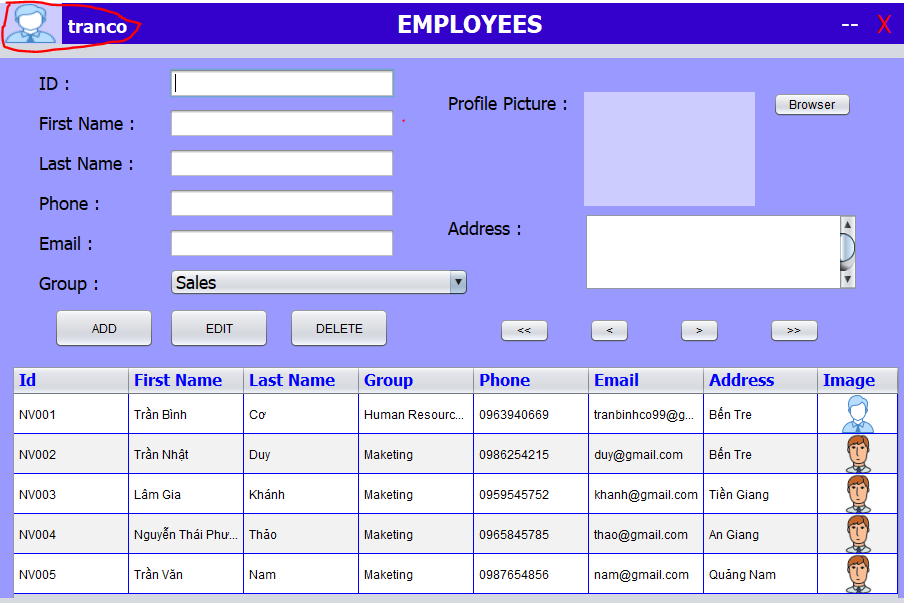 tranco EMPLOYEES -- X
ID :
Profile Picture : Browser
First Name :
Last Name :
Phone :
Address :
Email :
Group : Sales
ADD EDIT DELETE << < > >>
Id First Name Last Name Group Phone Email Address Image
NV001 Trần Bình Cơ Human Resourc... 0963940669 tranbinhco99@g... Bến Tre
NV002 Trần Nhật Duy Maketing 0986254215 duy@gmail.com Bến Tre
NV003 Lâm Gia Khánh Maketing 0959545752 khanh@gmail.com Tiền Giang
NV004 Nguyễn Thái Phư... Thảo Maketing 0965845785 thao@gmail.com An Giang
NV005 Trần Văn Nam Maketing 0987654856 nam@gmail.com Quảng Nam